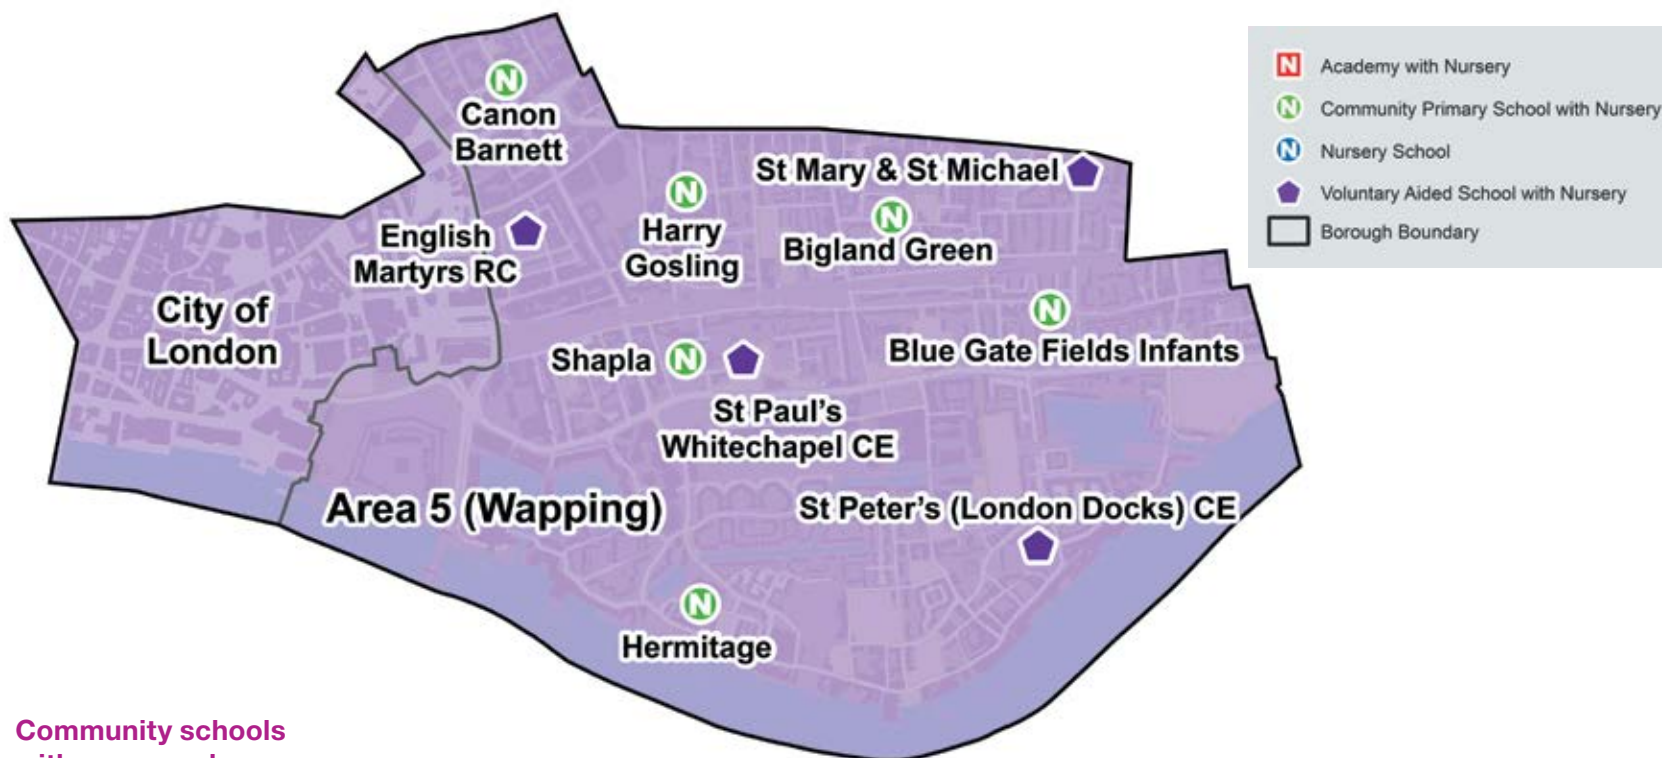 Canon
Barnett
St Mary & St Michael
English
Martyrs RC
Harry
Gosling
Bigland Green
City of
London
Shapla
Blue Gate Fields Infants
St Paul's
Whitechapel CE
Area 5 (Wapping)
St Peter's (London Docks) CE
Hermitage
N Academy with Nursery
N Community Primary School with Nursery
N Nursery School
Voluntary Aided School with Nursery
Borough Boundary
Community schools